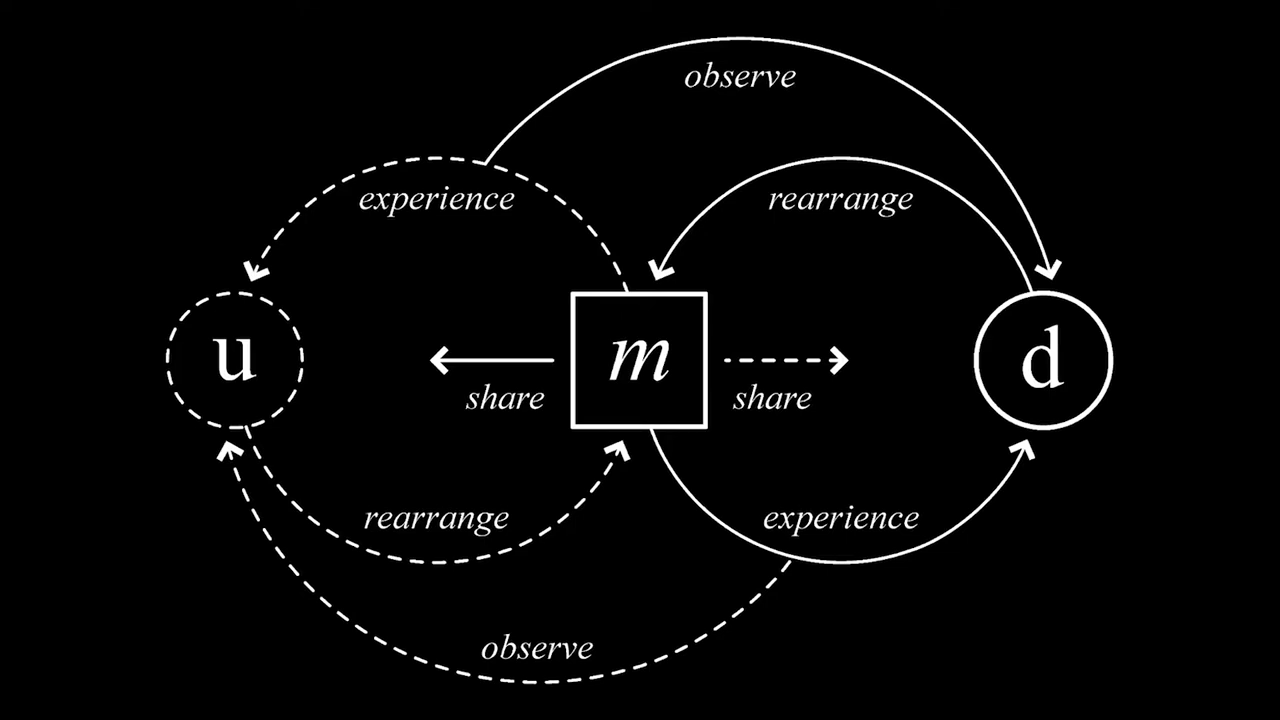 observe
experience
rearrange
u
m
d
share
share
rearrange
experience
observe